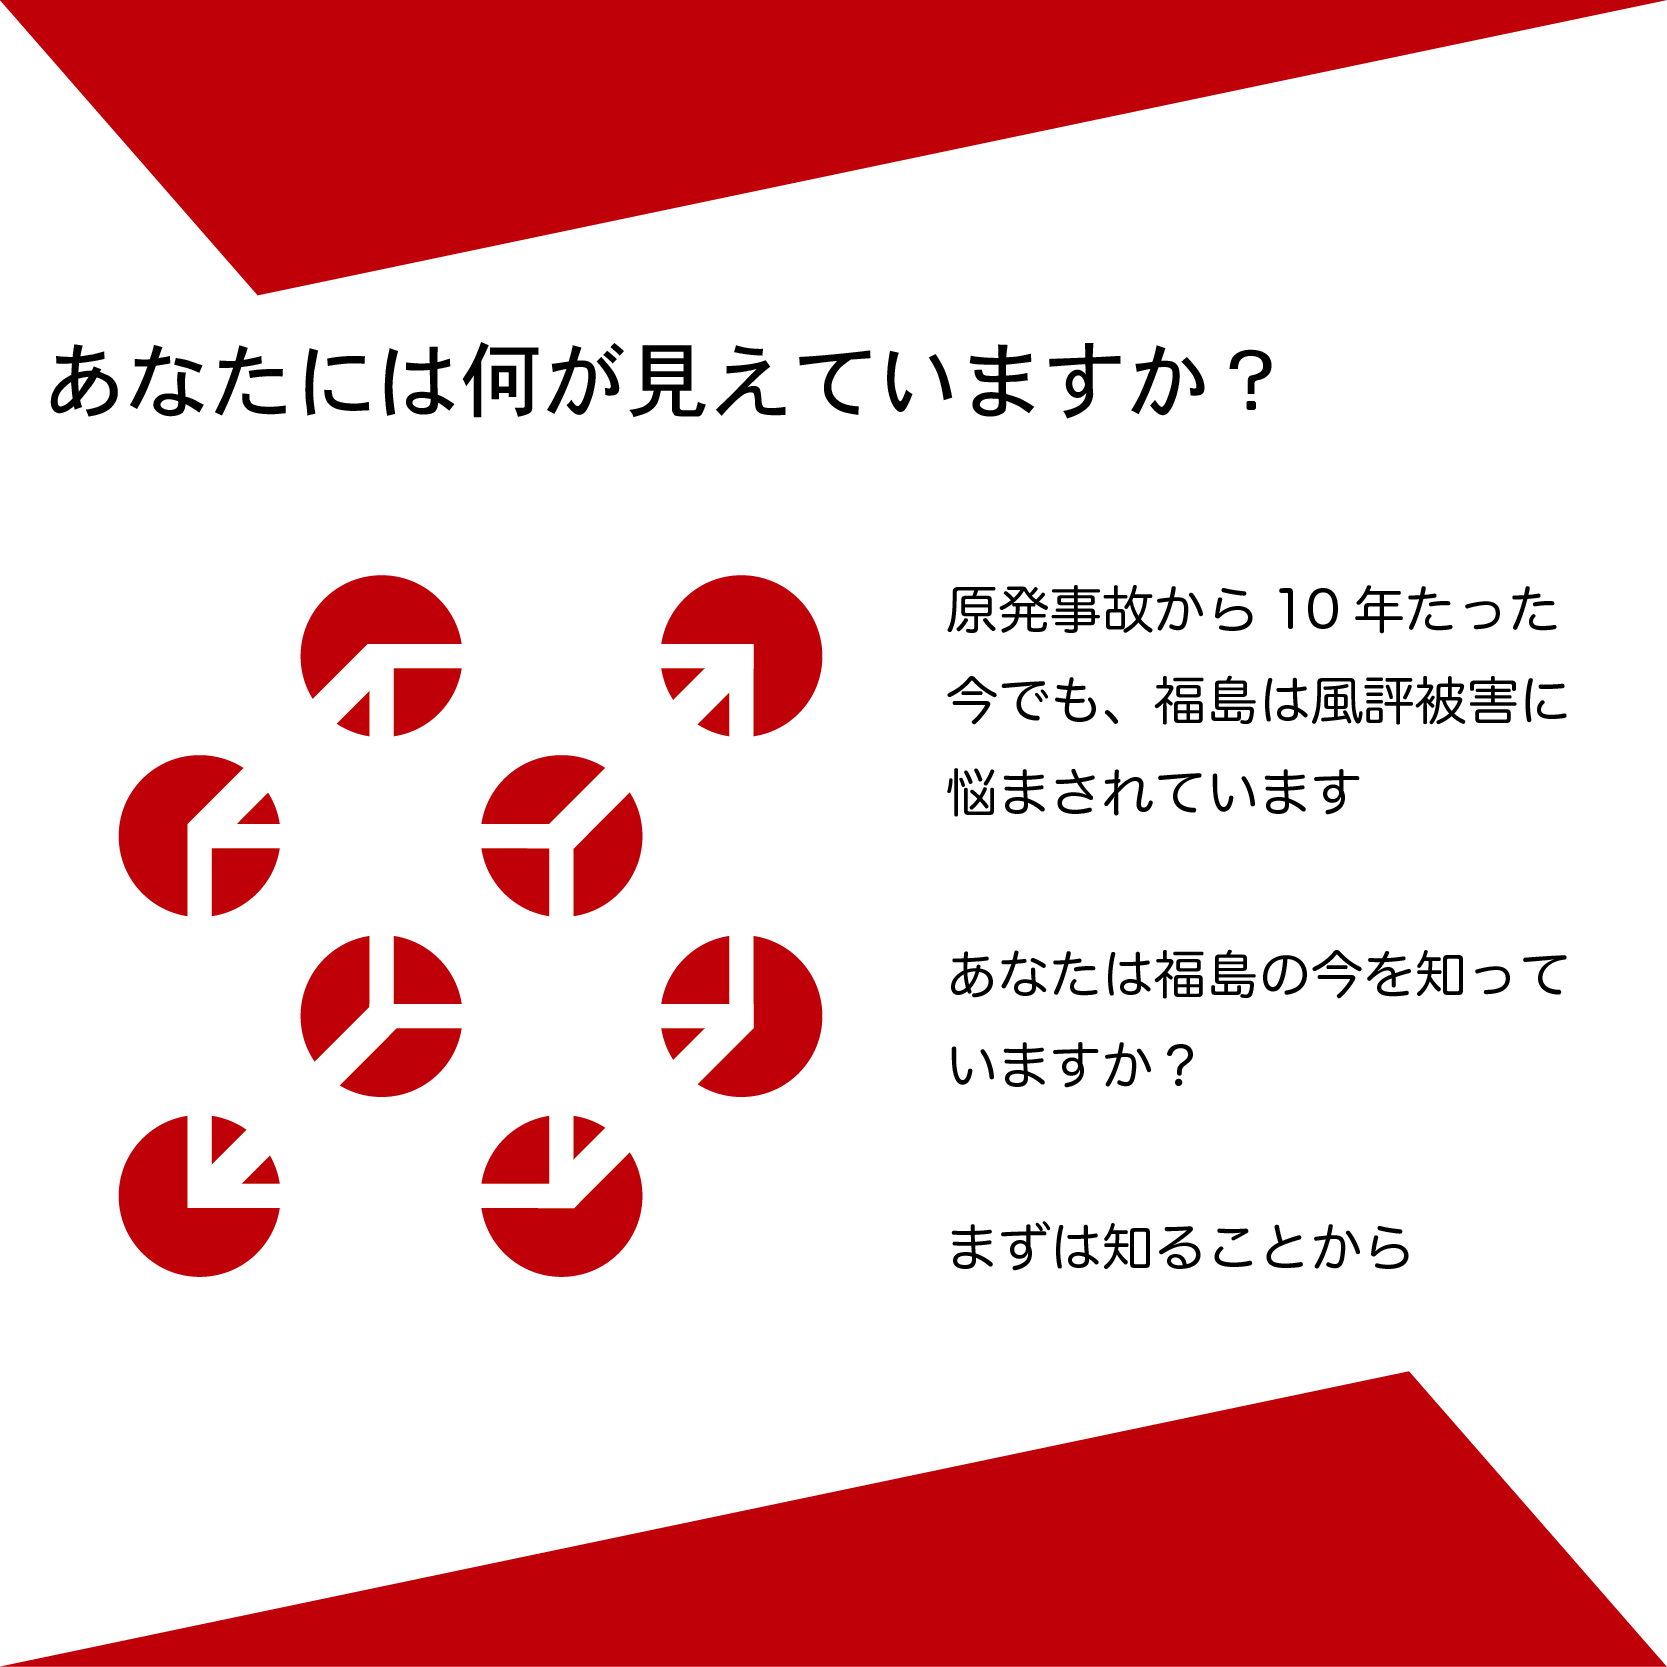 あなたには何が見えていますか？
原発事故から 10 年たった
今でも、福島は風評被害に
悩まされています
あなたは福島の今を知って
いますか？
まずは知ることから